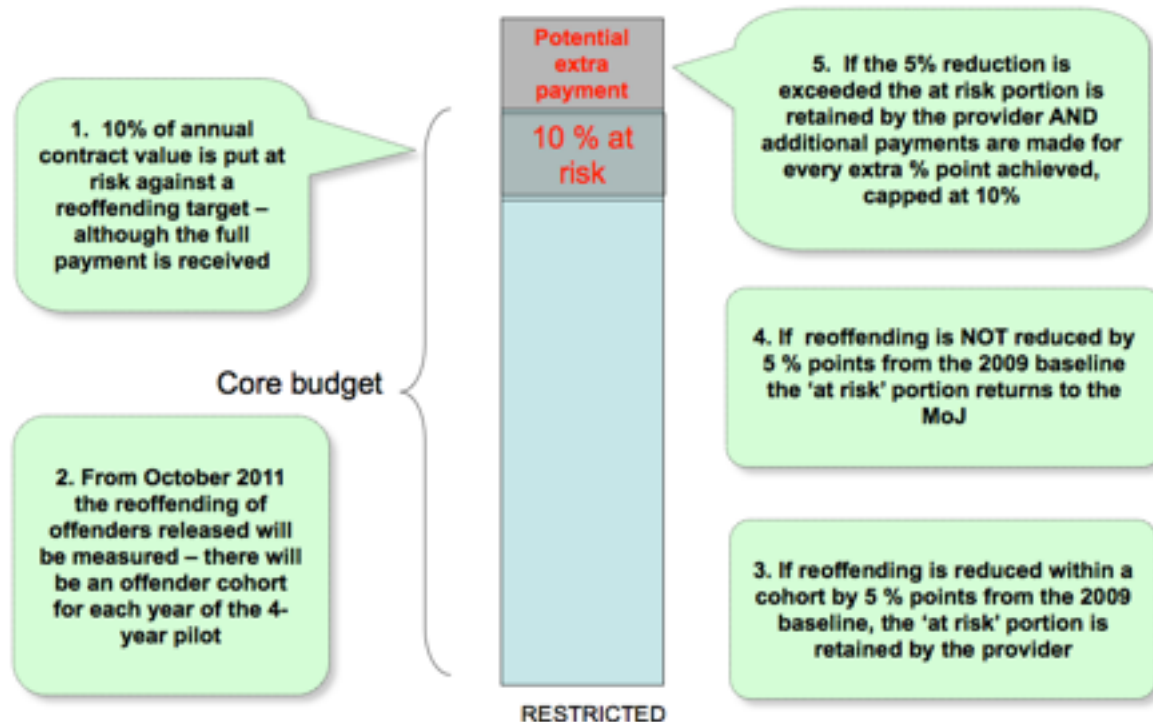 Potential
extra
payment
10 % at
risk
1. 10% of annual
contract value is put at
risk against a
reoffending target –
although the full
payment is received
Core budget
2. From October 2011
the reoffending of
offenders released will
be measured – there will
be an offender cohort
for each year of the 4-
year pilot
5. If the 5% reduction is
exceeded the at risk portion is
retained by the provider AND
additional payments are made for
every extra % point achieved,
capped at 10%
4. If reoffending is NOT reduced by
5 % points from the 2009 baseline
the ‘at risk’ portion returns to the
MoJ
3. If reoffending is reduced within a
cohort by 5 % points from the 2009
baseline, the ‘at risk’ portion is
retained by the provider
RESTRICTED